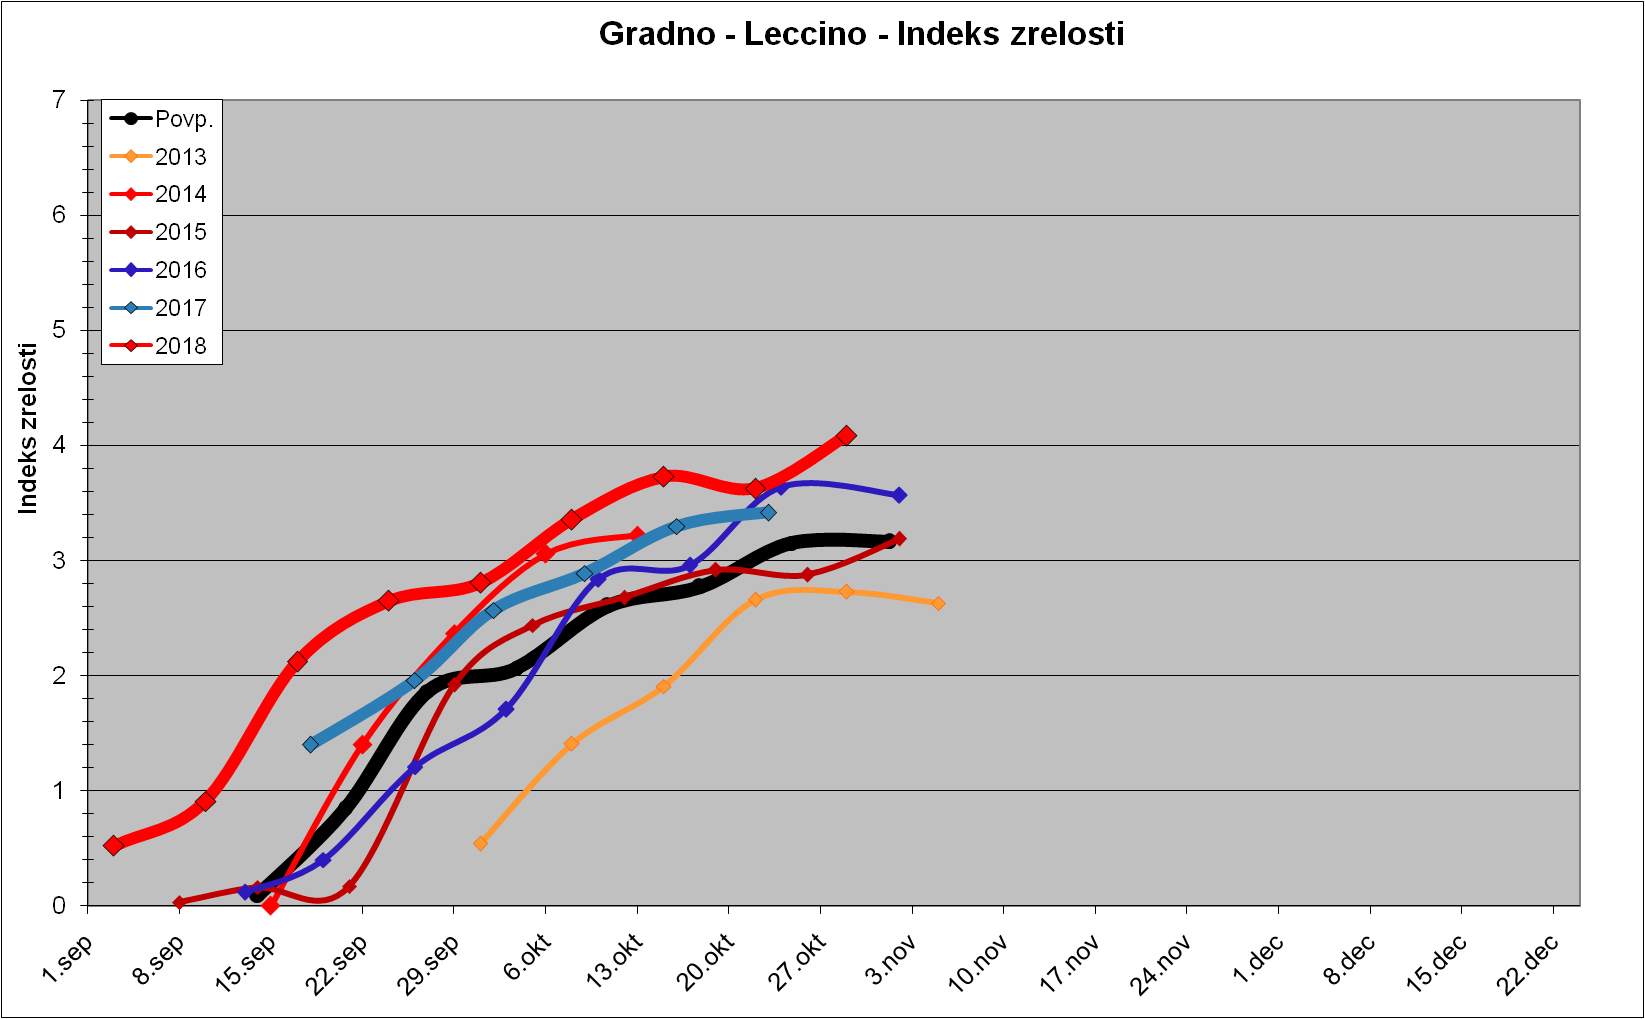 Gradno - Leccino - Indeks zrelosti
Indeks zrelosti
7
6
5
4
3
2
1
0
Povp.
2013
2014
2015
2016
2017
2018
1.sep
8.sep
15.sep
22.sep
29.sep
6.okt
13.okt
20.okt
27.okt
3.nov
10.nov
17.nov
24.nov
1.dec
8.dec
15.dec
22.dec